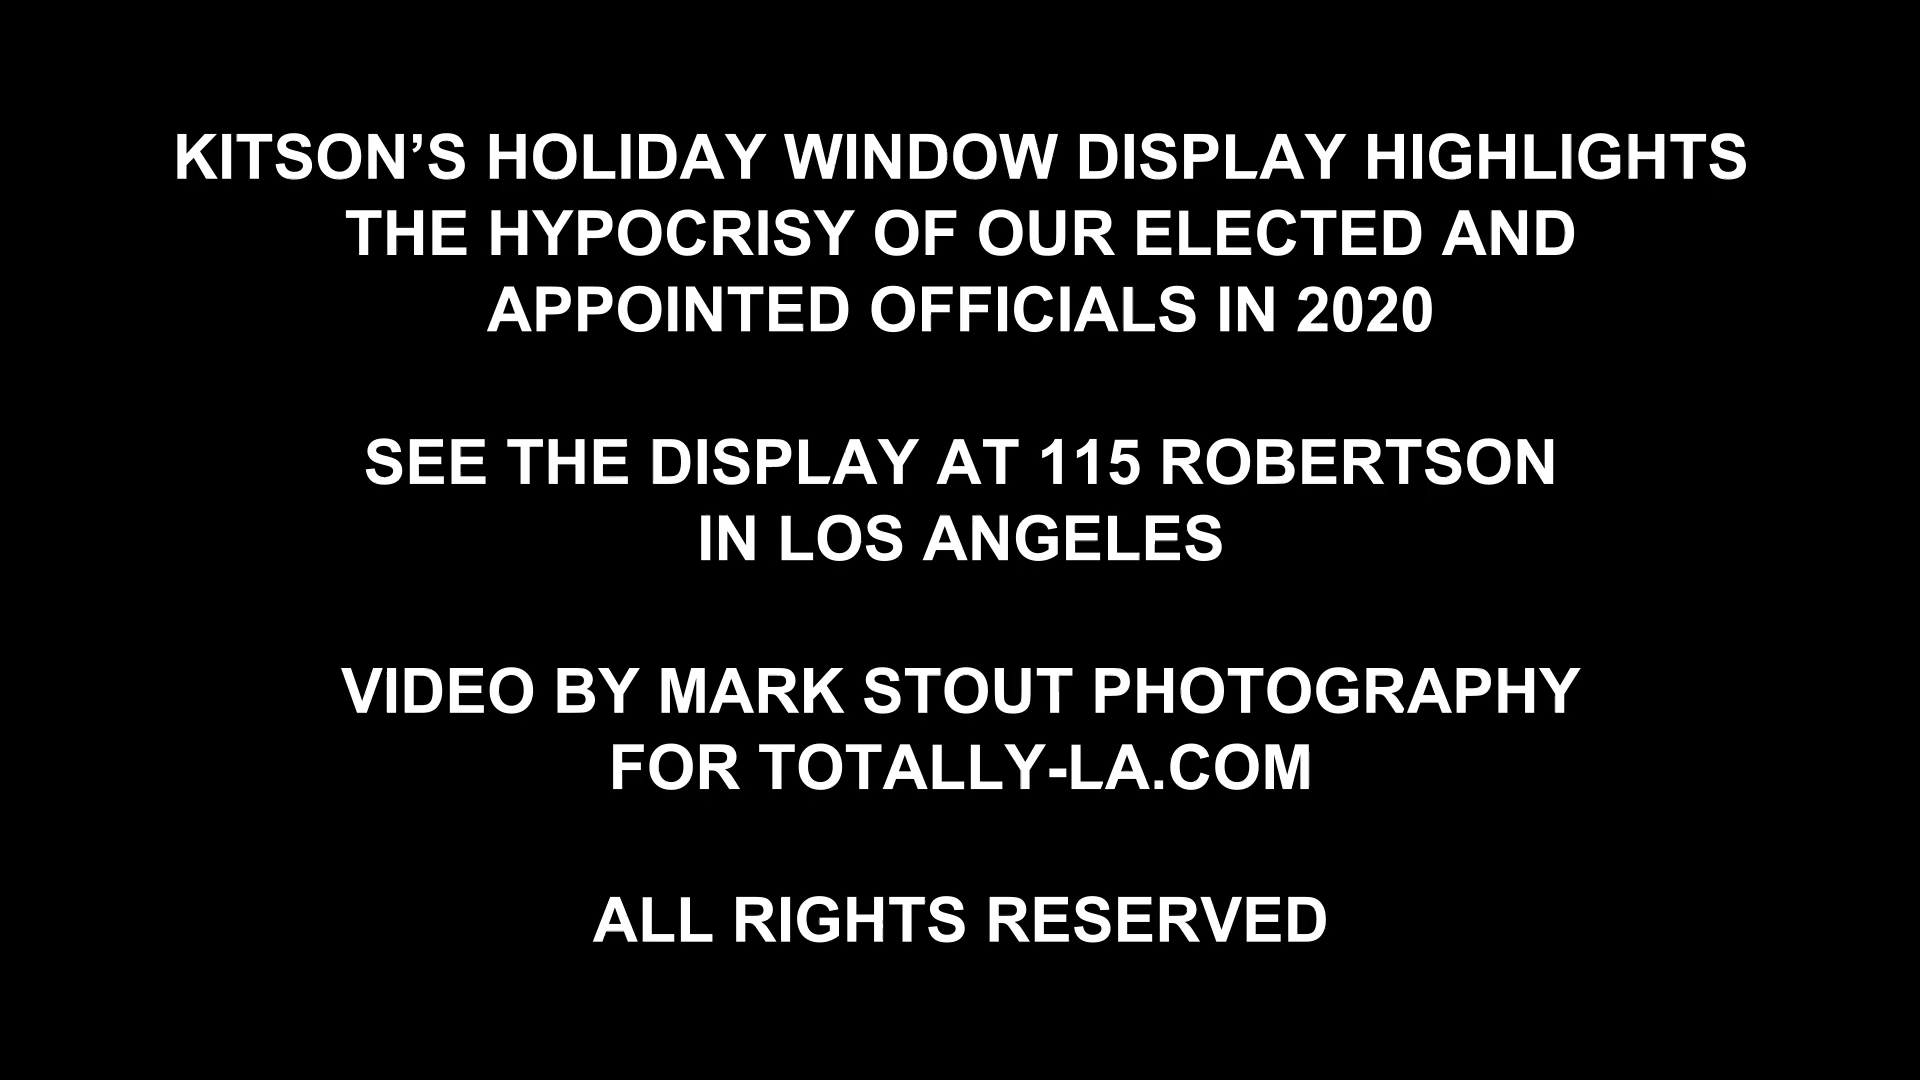 KITSON’S HOLIDAY WINDOW DISPLAY HIGHLIGHTS
THE HYPOCRISY OF OUR ELECTED AND
APPOINTED OFFICIALS IN 2020
SEE THE DISPLAY AT 115 ROBERTSON
IN LOS ANGELES
VIDEO BY MARK STOUT PHOTOGRAPHY
FOR TOTALLY-LA.COM
ALL RIGHTS RESERVED